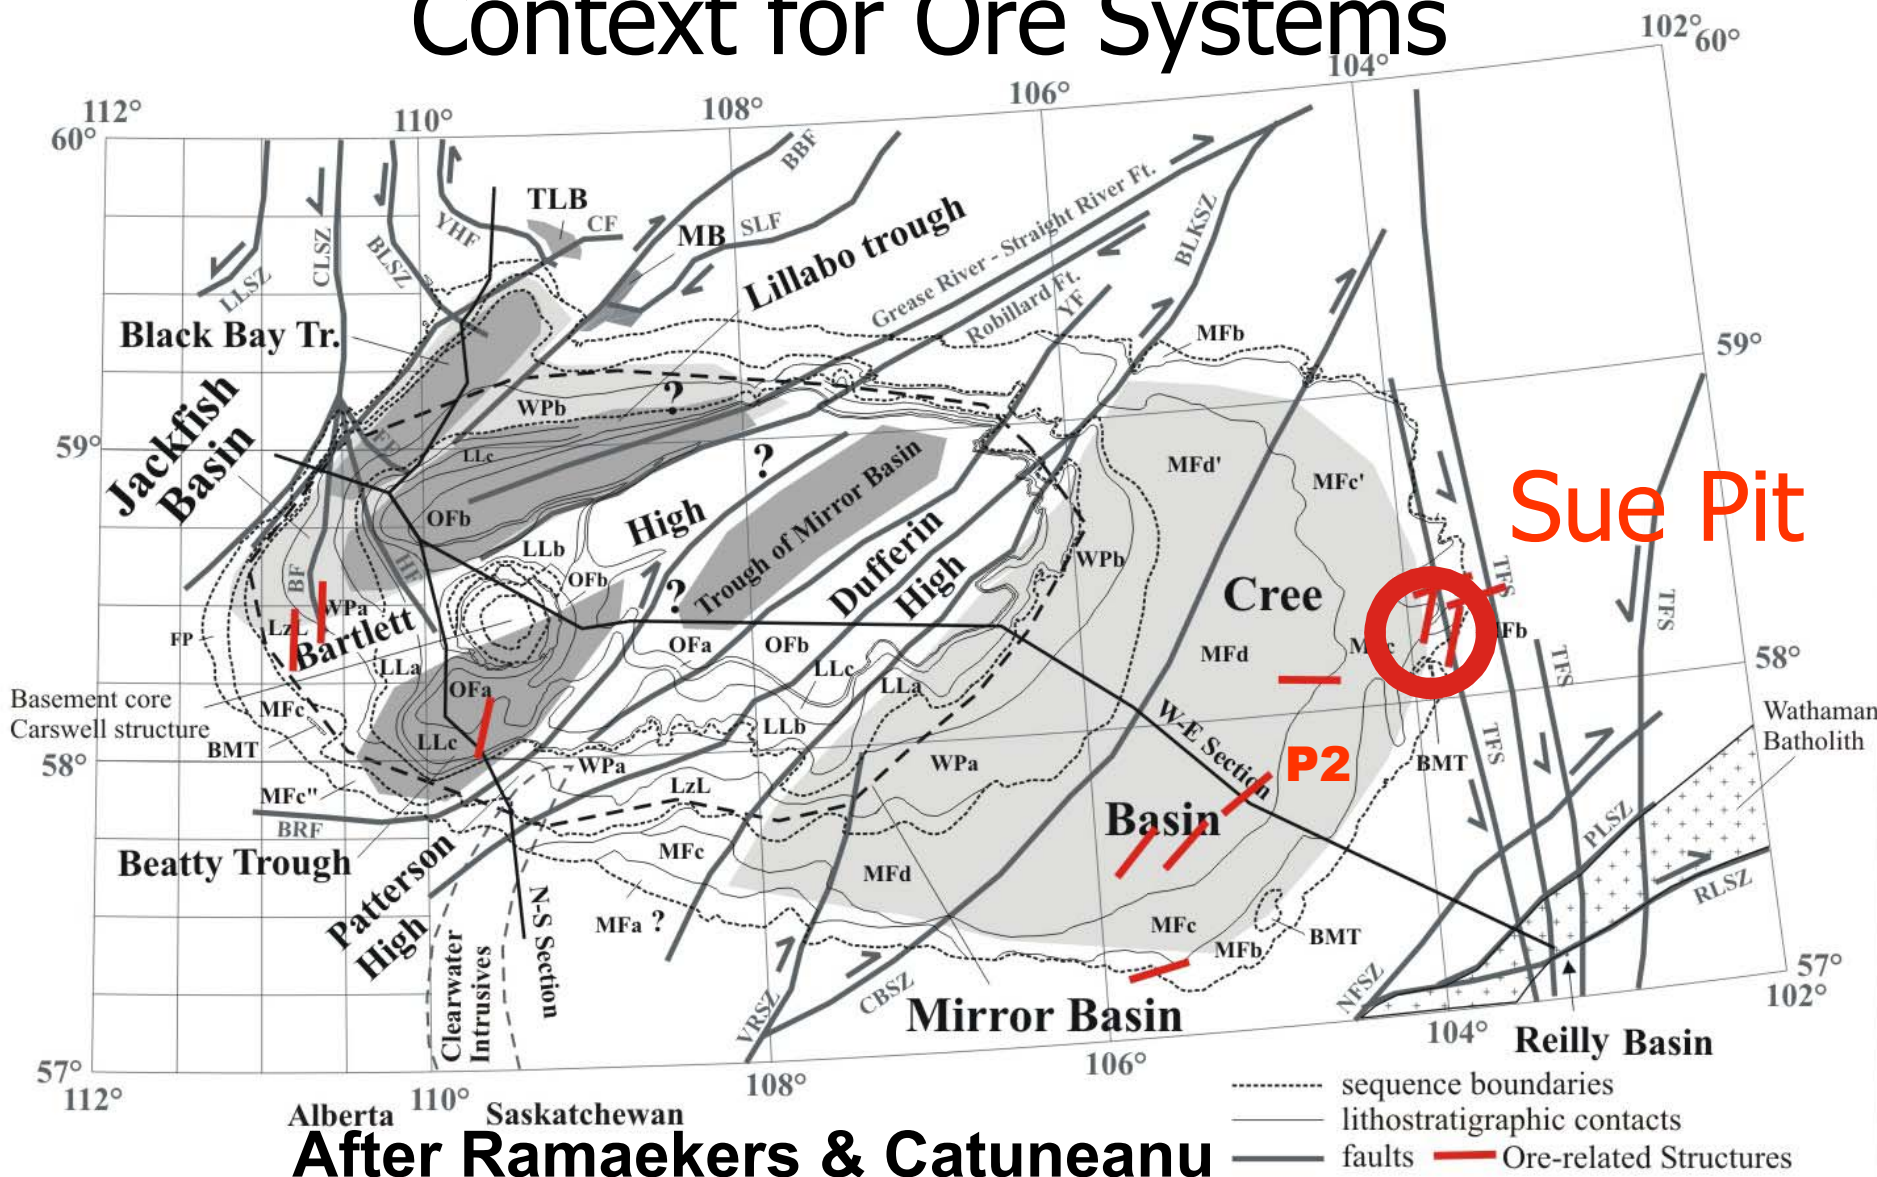 Context for Ore Systems
112°
110°
108°
106°
104°
102°
60°
60°
59°
59°
58°
58°
57°
57°
112°
110°
108°
106°
104°
102°
TLB
CF
MB
SLF
BBF
YHF
LLSZ
CLSZ
BLSZ
Lillabo trough
Grease River - Straight River Ft.
Robillard Ft.
YF
BLKSZ
MFb
Black Bay Tr.
Jackfish
Basin
WPb
?
LLc
OFb
LLb
OFb
High
?
?
Trough of Mirror Basin
Dufferin
High
WPb
MFd'
MFc'
Cree
Basin
MFd
Sue Pit
TFS
TFS
TFS
TFS
BF
HF
WPa
LzL
Bartlett
FP
LLa
OFa
LLc
OFa
OFb
LLc
LLa
LLb
Basement core
Carswell structure
MFc
BMT
MFc"
BRF
Beatty Trough
Patterson
High
WPa
LzL
MFc
MFa ?
WPa
MFd
W-E Section
P2
BMT
Wathaman
Batholith
PLSZ
RLSZ
NFSZ
MFc
MFb
BMT
Clearwater
Intrusives
N-S Section
VRSZ
CBSZ
Mirror Basin
Reilly Basin
Alberta
Saskatchewan
sequence boundaries
lithostratigraphic contacts
faults
Ore-related Structures
After Ramaekers & Catuneanu